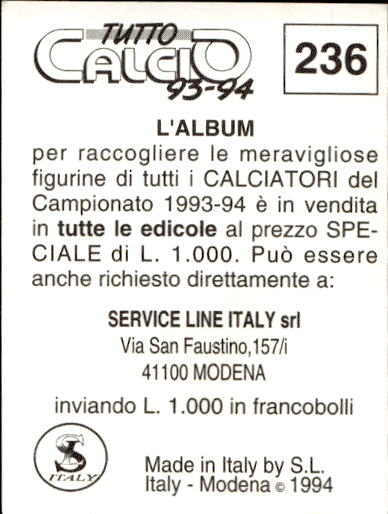 TUTTO
CALCIO
93-94
236
L'ALBUM
per raccogliere le meravigliose
figurine di tutti i CALCIATORI del
Campionato 1993-94 è in vendita
in tutte le edicole al prezzo SPE-
CIALE di L. 1.000. Può essere
anche richiesto direttamente a:
SERVICE LINE ITALY srl
Via San Faustino,157/i
41100 MODENA
inviando L. 1.000 in francobolli
SL
ITALY
Made in Italy by S.L.
Italy - Modena © 1994